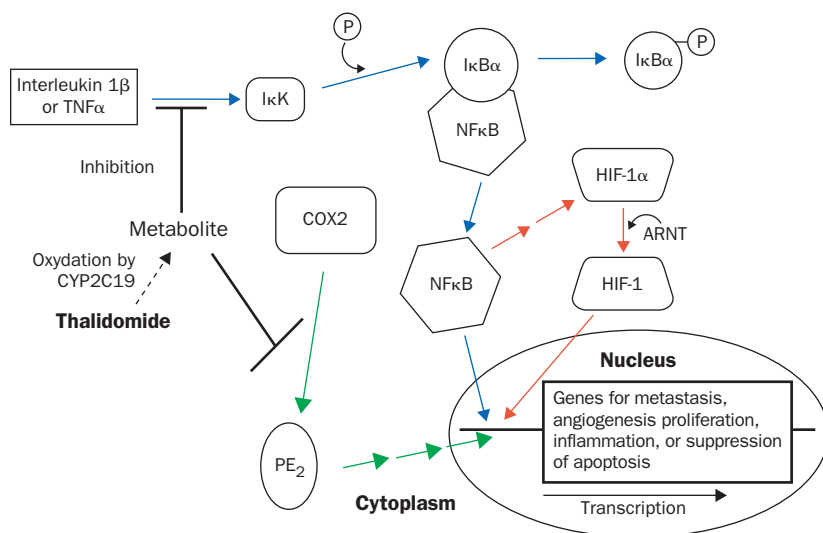 P
Interleukin 1β
or TNFα
IκK
IκBα
IκBα
P
NFκB
Inhibition
COX2
HIF-1α
Metabolite
ARNT
Oxydation by
CYP2C19
NFκB
HIF-1
Thalidomide
Nucleus
Genes for metastasis,
angiogenesis proliferation,
inflammation, or suppression
of apoptosis
PE2
Cytoplasm
Transcription